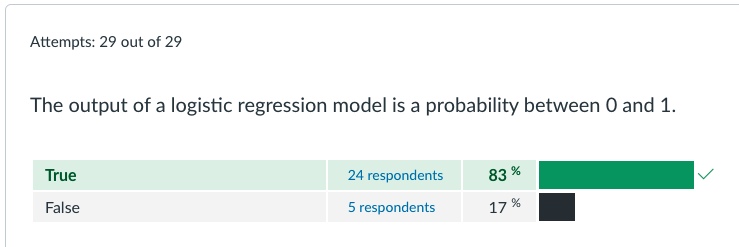 Attempts: 29 out of 29
The output of a logistic regression model is a probability between 0 and 1.
True 24 respondents 83 %
False 5 respondents 17 %